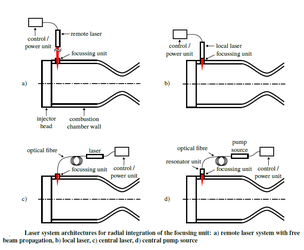 control /
power unit
remote laser
focussing unit
a)
injector
head
combustion
chamber wall
control /
power unit
local laser
focussing unit
b)
optical fibre
laser
focussing unit
control /
power unit
c)
optical fibre
pump
source
resonator unit
focussing unit
control /
power unit
d)
Laser system architectures for radial integration of the focusing unit: a) remote laser system with free
beam propagation, b) local laser, c) central laser, d) central pump source